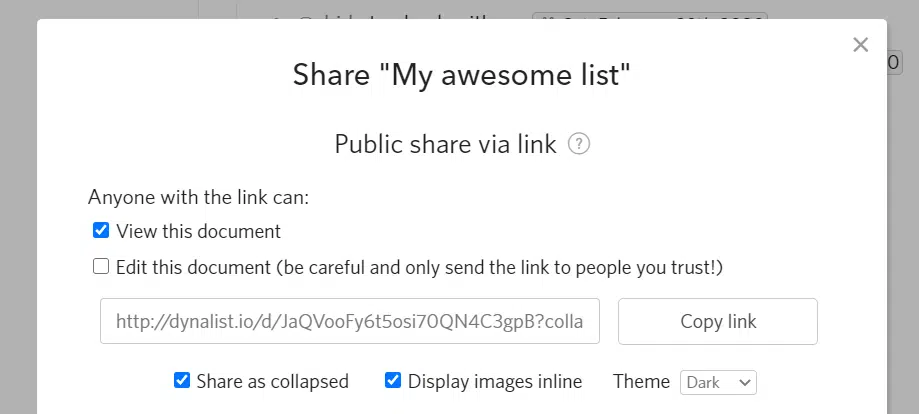 Share "My awesome list"
Public share via link ?
Anyone with the link can:
View this document
Edit this document (be careful and only send the link to people you trust!)
http://dynalist.io/d/JaQVooFy6t5osi70QN4C3gpB?colla Copy link
Share as collapsed Display images inline Theme Dark